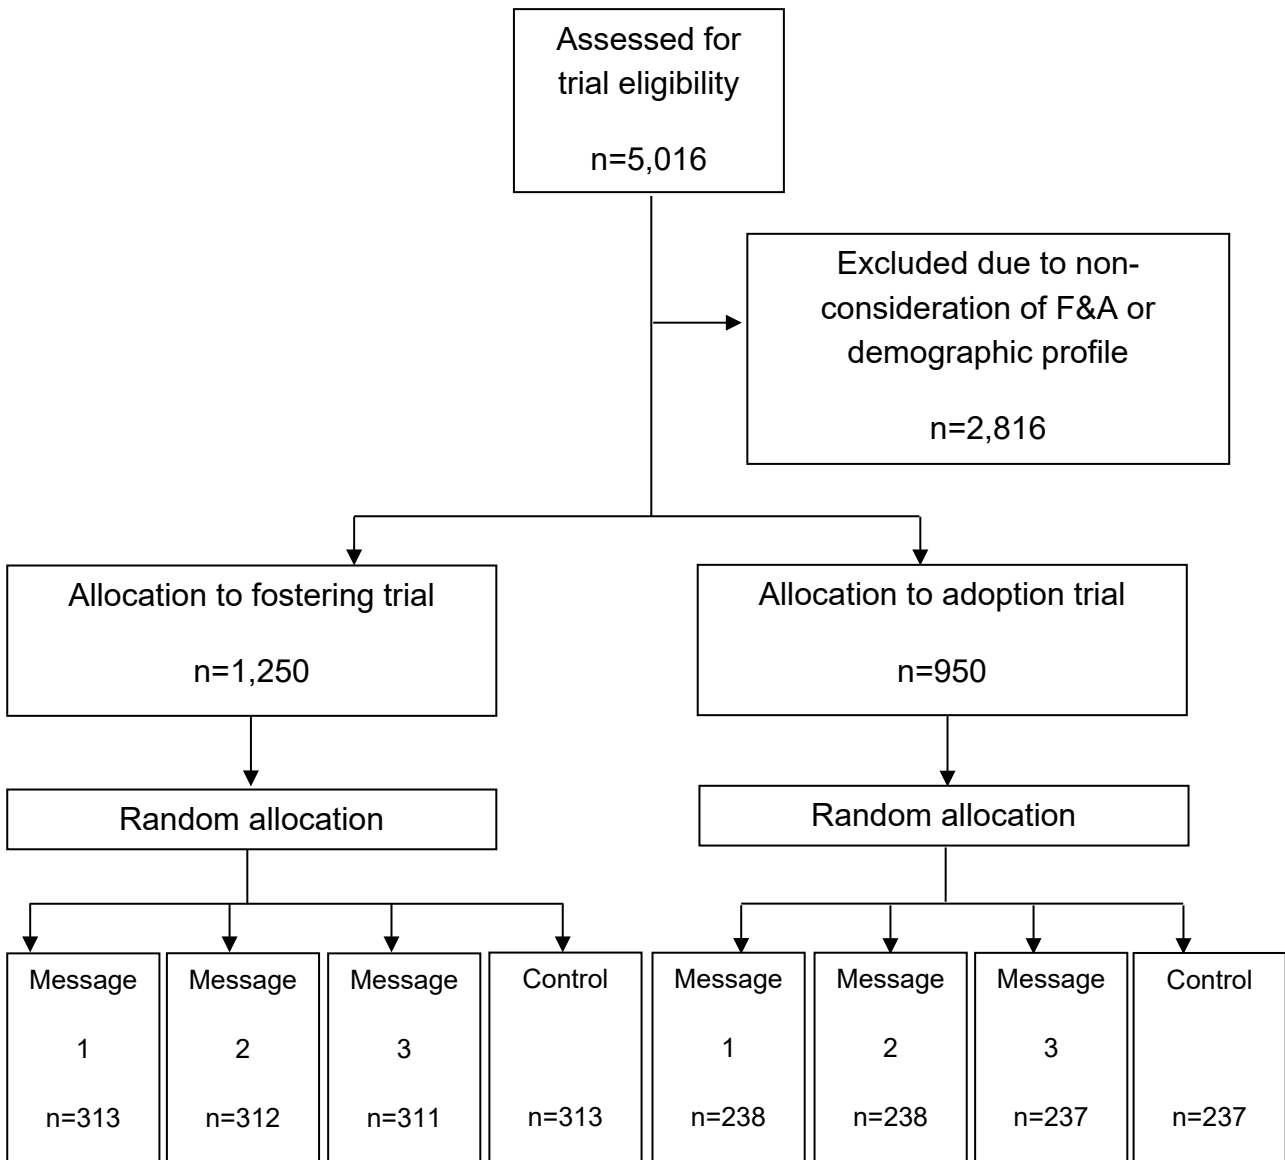 Assessed for
trial eligibility
n=5,016
Excluded due to non-
consideration of F&A or
demographic profile
n=2,816
Allocation to fostering trial
n=1,250
Allocation to adoption trial
n=950
Random allocation
Random allocation
Message
1
n=313
Message
2
n=312
Message
3
n=311
Control
n=313
Message
1
n=238
Message
2
n=238
Message
3
n=237
Control
n=237